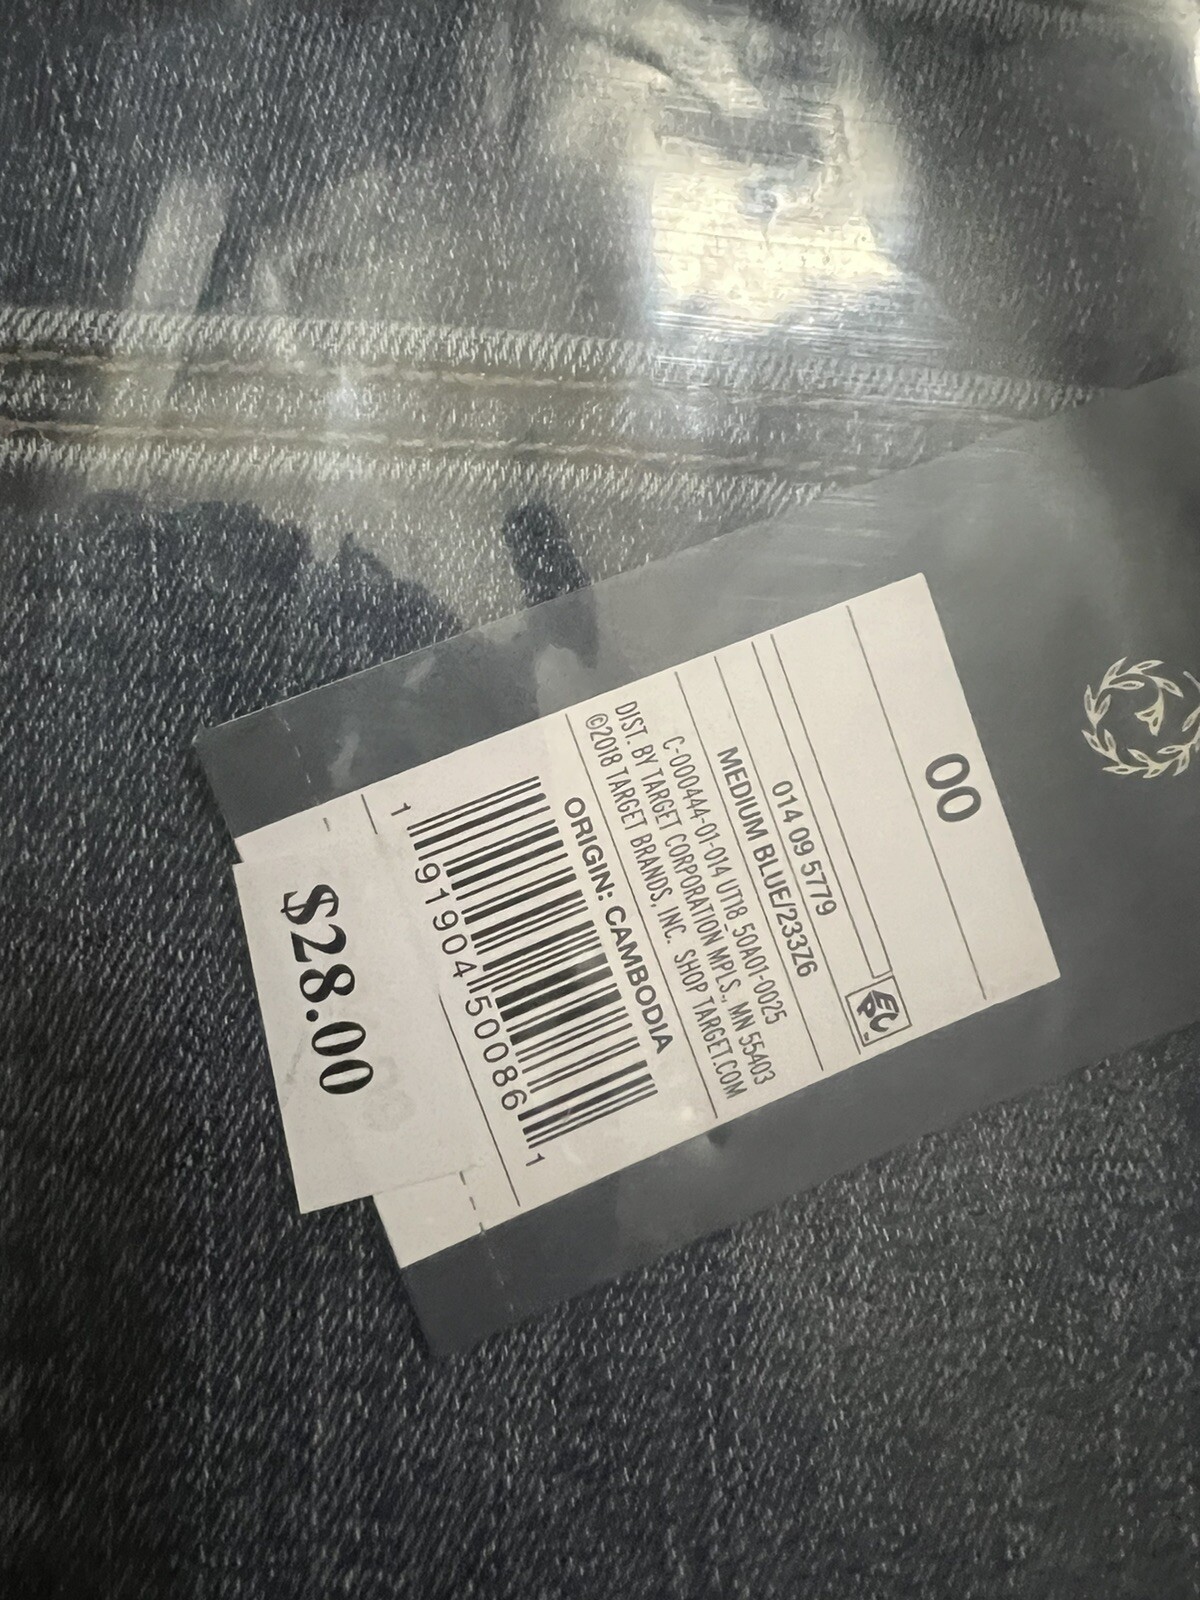 00
014 09 5779
MEDIUM BLUE/233Z6
C-000444-01-014 UT18 50A01-0025
DIST. BY TARGET CORPORATION MPLS., MN 55403
©2018 TARGET BRANDS, INC. SHOP TARGET.COM
ORIGIN: CAMBODIA
1 91904 50086 1
$28.00